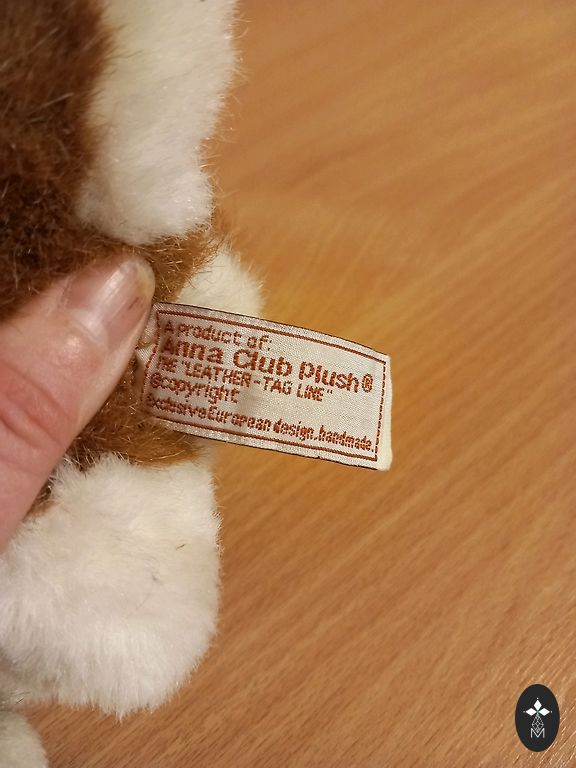 A product of:
Anna Club Plush®
THE "LEATHER-TAG LINE"
©copyright
exclusive European design.handmade.
M